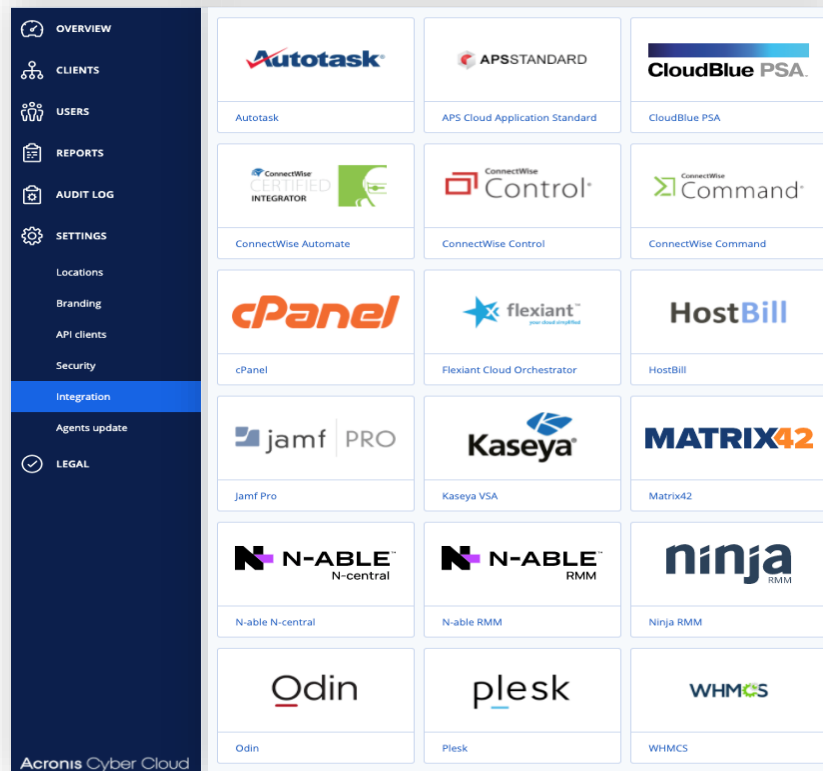 OVERVIEW
CLIENTS
USERS
REPORTS
AUDIT LOG
SETTINGS
Locations
Branding
API clients
Security
Integration
Agents update
LEGAL
Acronis Cyber Cloud
Autotask
Autotask
APSSTANDARD
APS Cloud Application Standard
CloudBlue PSA.
CloudBlue PSA
ConnectWise
CERTIFIED
INTEGRATOR
ConnectWise Automate
ConnectWise
Control
ConnectWise Control
ConnectWise
Command
ConnectWise Command
cPanel
cPanel
flexiant™
your cloud simplified
Flexiant Cloud Orchestrator
HostBill
HostBill
jamf PRO
Jamf Pro
Kaseya
Kaseya VSA
MATRIX42
Matrix42
N-ABLE™
N-central
N-able N-central
N-ABLE™
RMM
N-able RMM
ninja
RMM
Ninja RMM
Odin
Odin
plesk
Plesk
WHMCS
WHMCS